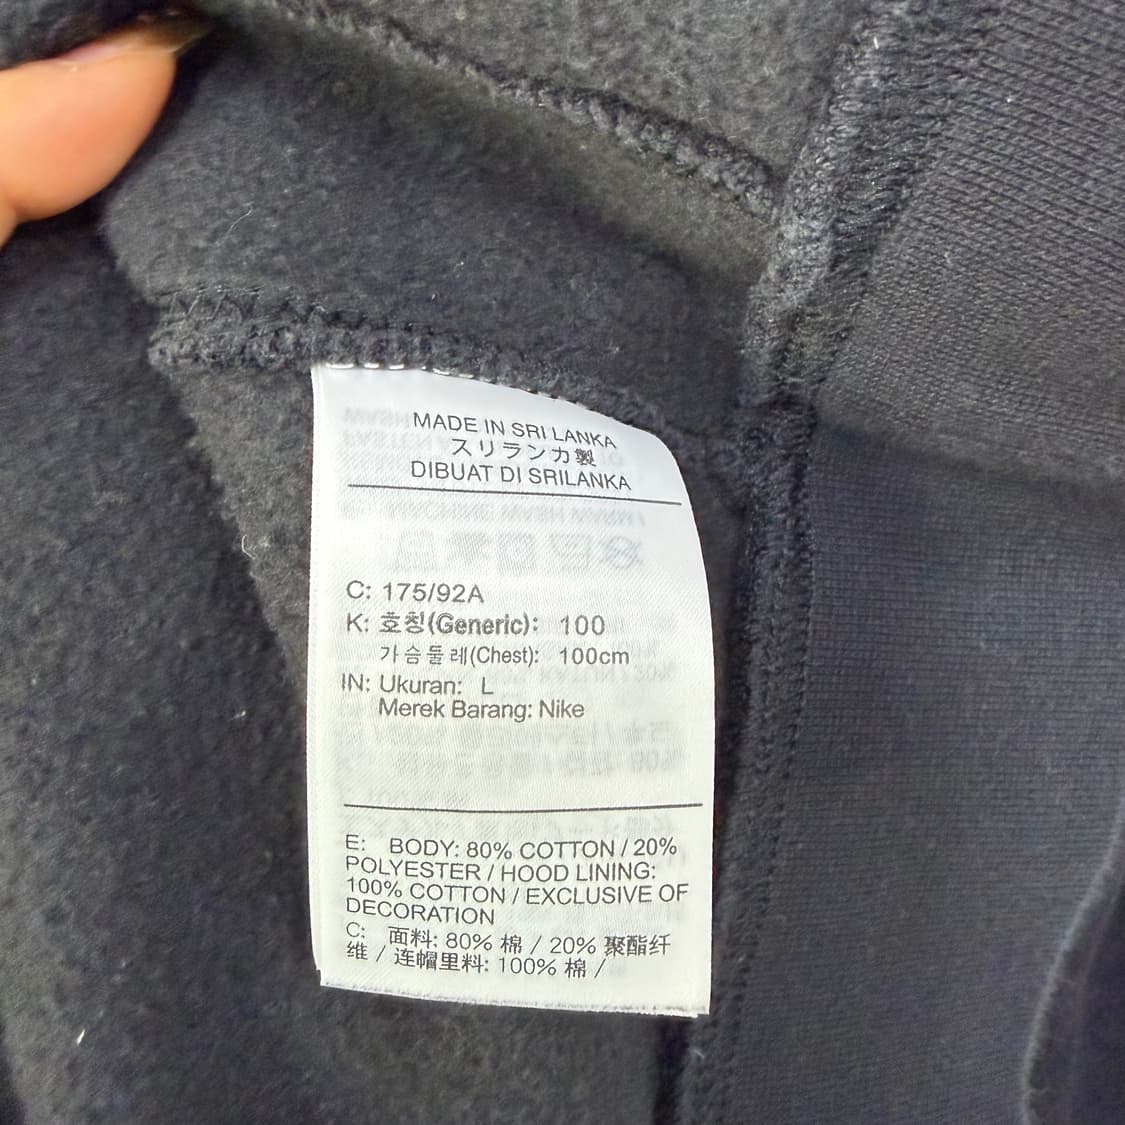 MADE IN SRI LANKA
スリランカ製
DIBUAT DI SRILANKA
C: 175/92A
K: 호칭(Generic): 100
가슴둘레(Chest): 100cm
IN: Ukuran: L
Merek Barang: Nike
E: BODY: 80% COTTON / 20%
POLYESTER / HOOD LINING:
100% COTTON / EXCLUSIVE OF
DECORATION
C: 面料: 80% 棉 / 20% 聚酯纤
维 / 连帽里料: 100% 棉 /